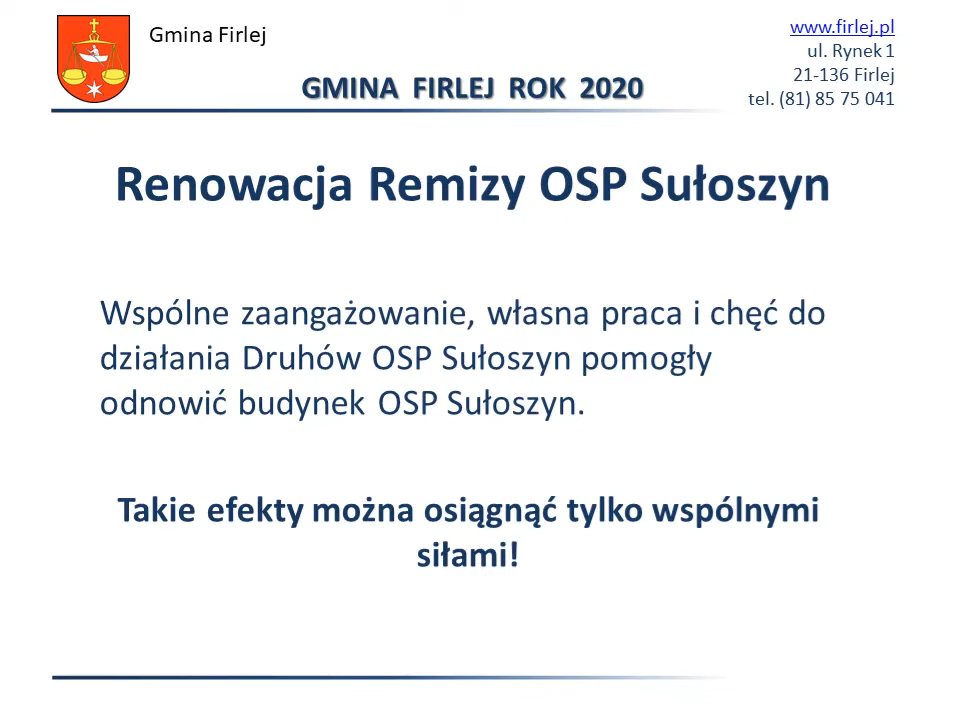 Gmina Firlej
www.firlej.pl
ul. Rynek 1
21-136 Firlej
tel. (81) 85 75 041
GMINA FIRLEJ ROK 2020
Renowacja Remizy OSP Sułoszyn
Wspólne zaangażowanie, własna praca i chęć do
działania Druhów OSP Sułoszyn pomogły
odnowić budynek OSP Sułoszyn.
Takie efekty można osiągnąć tylko wspólnymi
siłami!